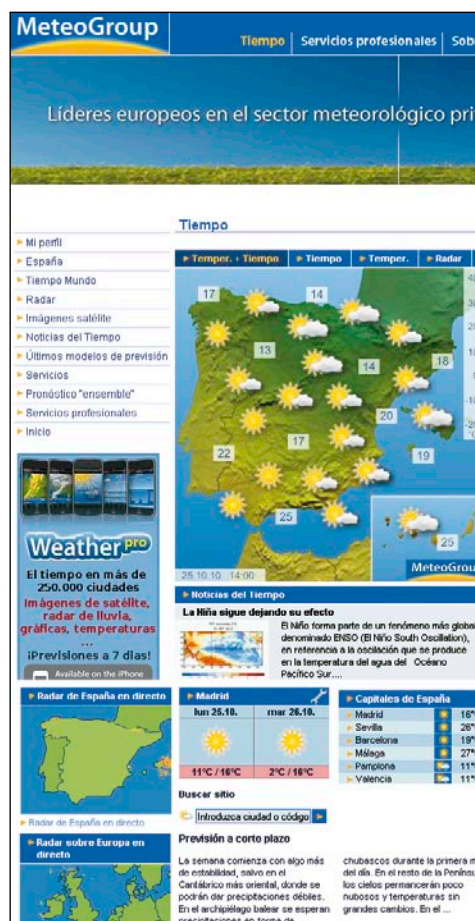 MeteoGroup
Tiempo Servicios profesionales
Líderes europeos en el sector meteorológico
Tiempo
Mi perfil
España
Tiempo Mundo
Radar
Imágenes satélite
Noticias del Tiempo
Últimos modelos de previsión
Servicios
Pronóstico "ensemble"
Servicios profesionales
Inicio
Temper. + Tiempo Tiempo Temper. Radar
17 14
13
14 18
20
17
22 19
25
25
25.10.10 14:00
Weatherpro
El tiempo en más de
250.000 ciudades
Imágenes de satélite,
radar de lluvia,
gráficas, temperaturas
...
¡Previsiones a 7 días!
Available on the iPhone
Noticias del Tiempo
La Niña sigue dejando su efecto
El Niño forma parte de un fenómeno más global
denominado ENSO (El Niño South Oscillation),
en referencia a la oscilación que se produce
en la temperatura del agua del Océano
Pacífico Sur....
Radar de España en directo
Radar de España en directo
Radar sobre Europa en
directo
Madrid
lun 25.10. mar 26.10.
11°C / 16°C 2°C / 16°C
Capitales de España
Madrid 16°
Sevilla 26°
Barcelona 19°
Málaga 27°
Pamplona 11°
Valencia 11°
Buscar sitio
Introduzca ciudad o código
Previsión a corto plazo
La semana comienza con algo más
de estabilidad, salvo en el
Cantábrico más oriental, donde se
podrán dar precipitaciones débiles.
En el archipiélago balear se esperan
precipitaciones en forma de
chubascos durante la primera
del día. En el resto de la
los cielos permanecerán poco
nubosos y temperaturas sin
grandes cambios. En el ...